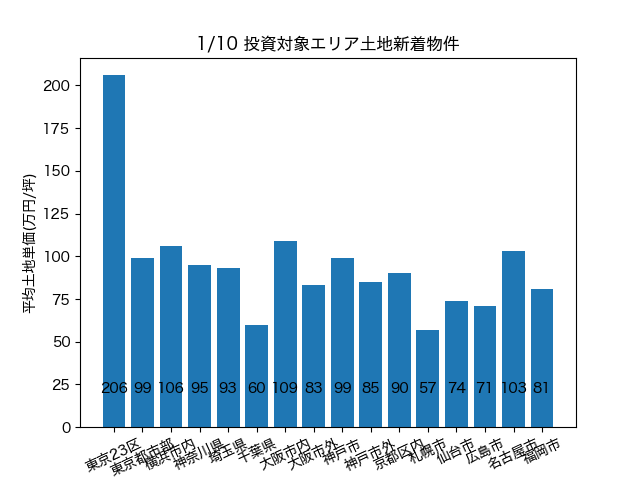 1/10 投資対象エリア土地新着物件
平均土地単価(万円/坪)
200
175
150
125
100
75
50
25
0
206 99 106 95 93 60 109 83 99 85 90 57 74 71 103 81
東京23区
東京都市部
横浜市内
神奈川県
埼玉県
千葉県
大阪市内
大阪市外
神戸市
神戸市外
京都区内
札幌市
仙台市
広島市
名古屋市
福岡市